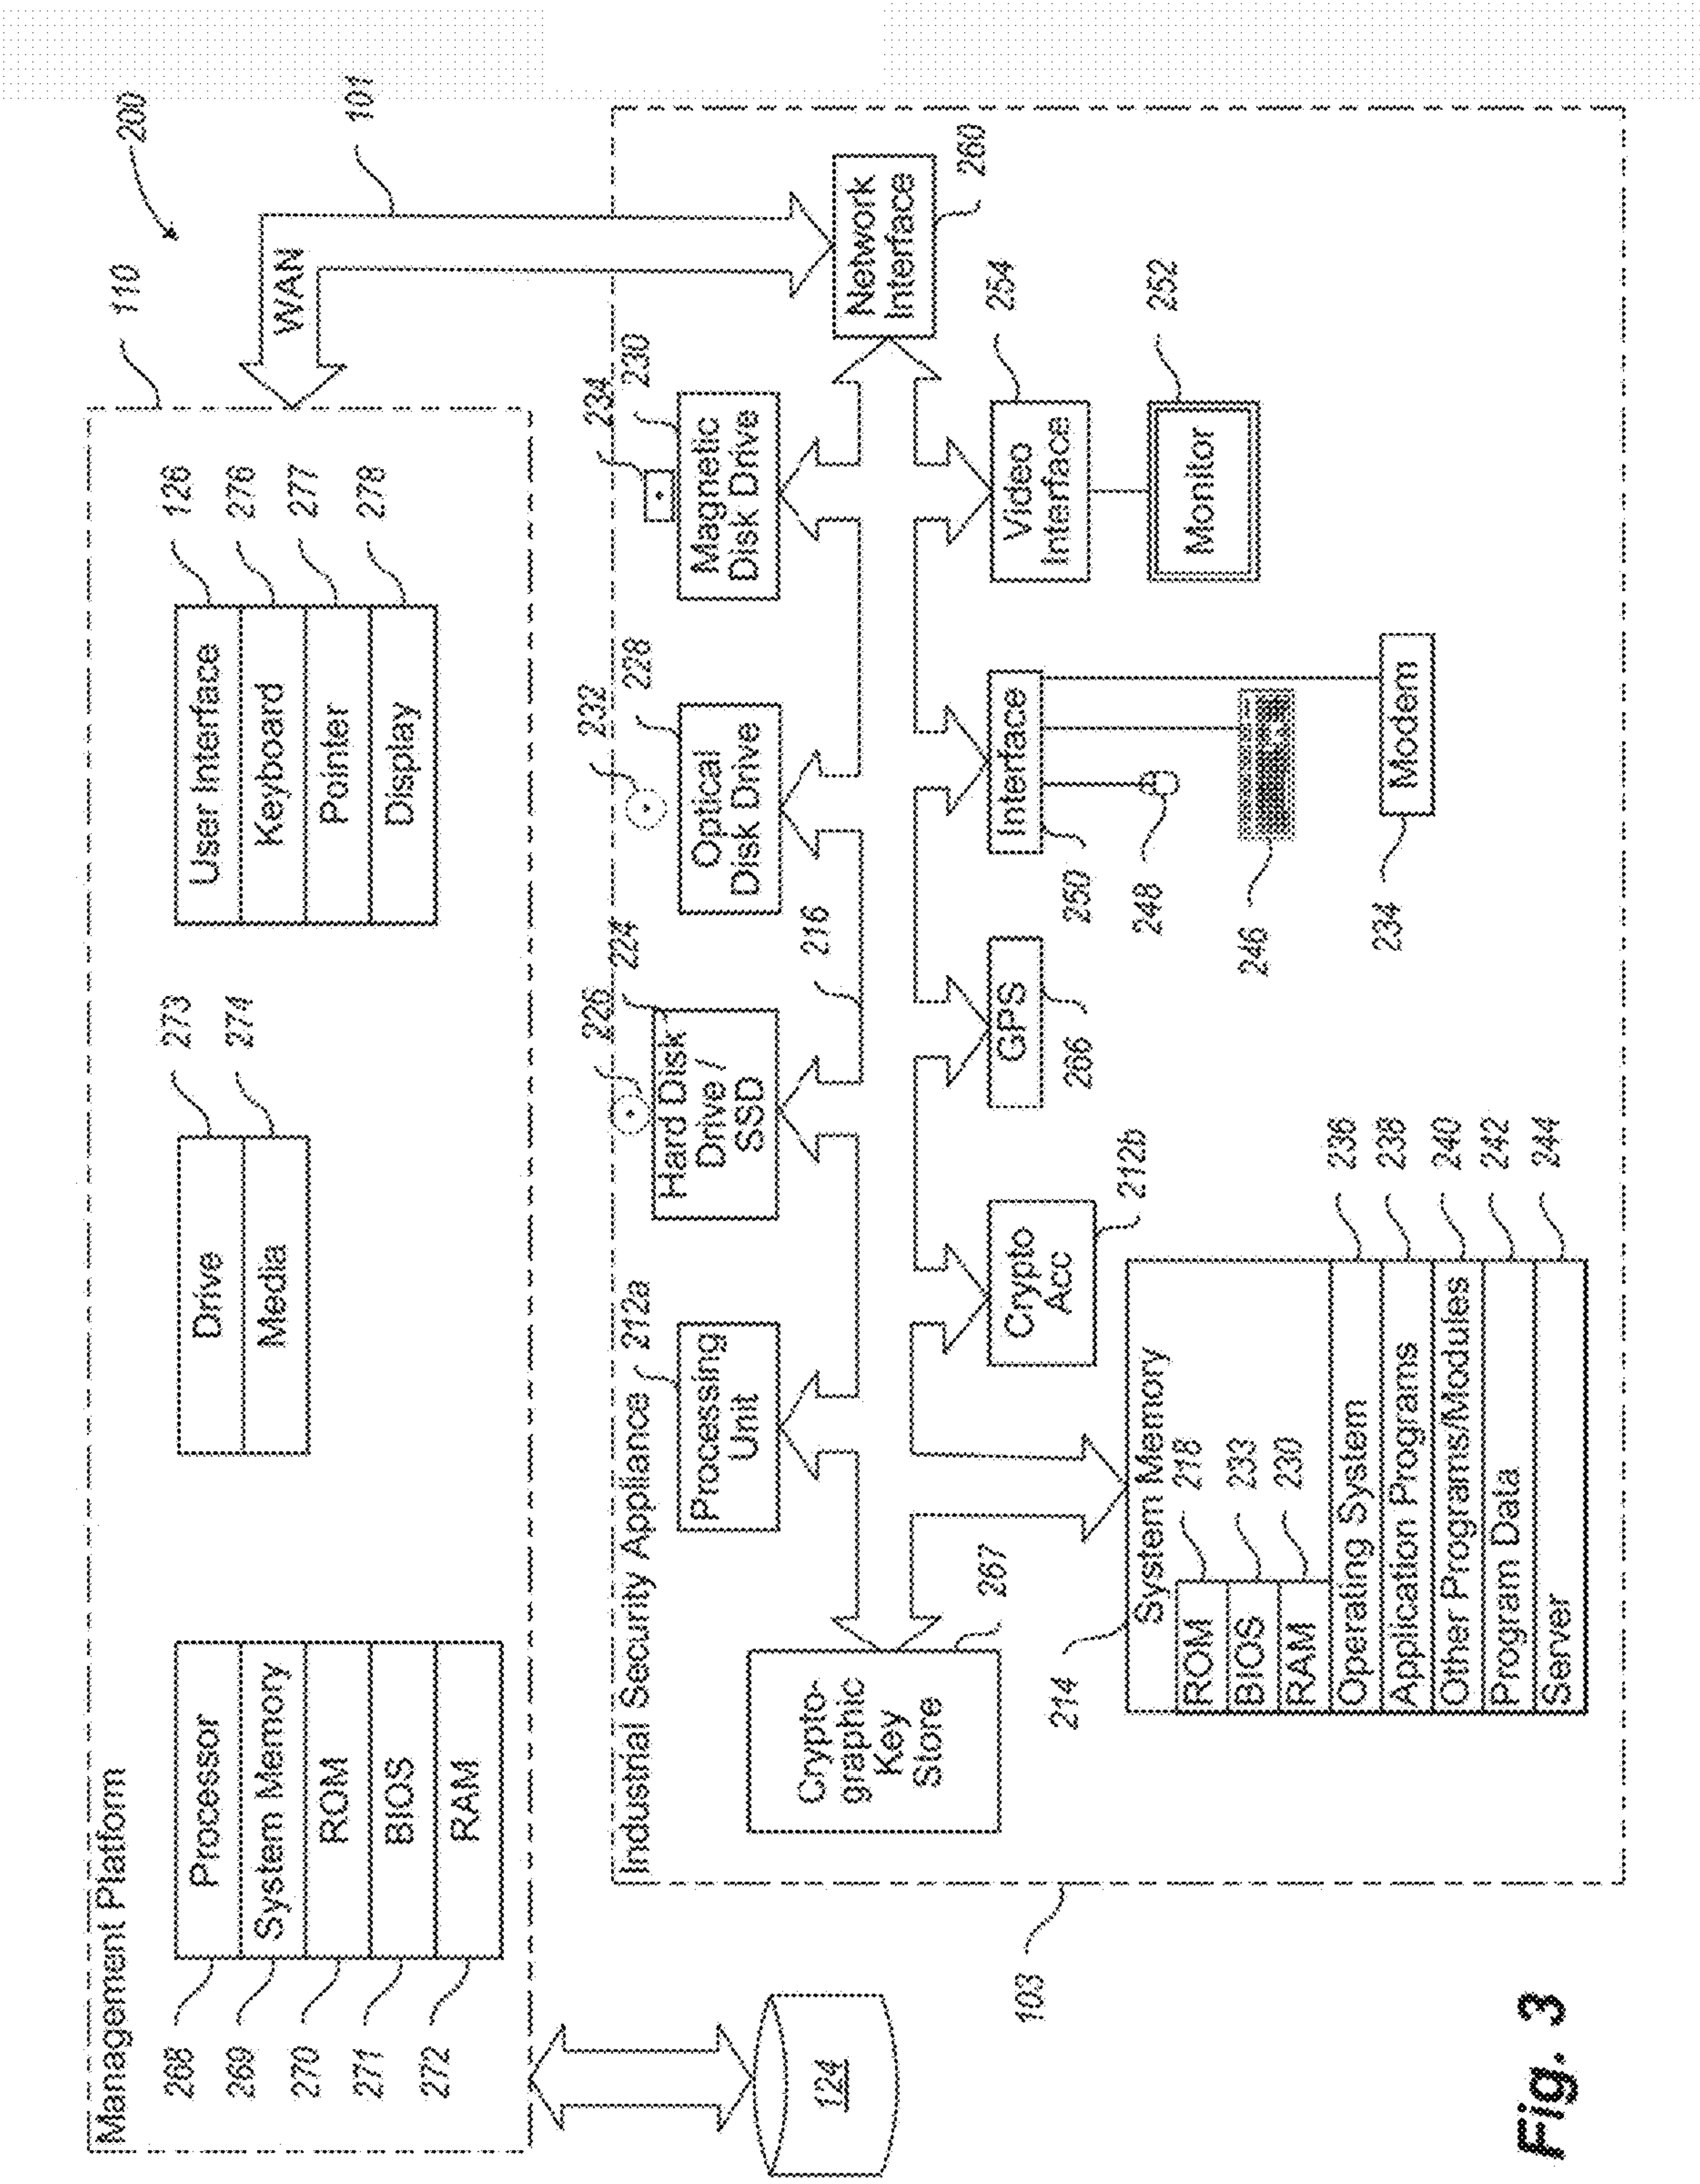 200
110
101
WAN
Management Platform
268
Processor
269
System Memory
270
ROM
271
BIOS
272
RAM
Drive
273
Media
274
User Interface
126
Keyboard
276
Pointer
277
Display
278
124
103
Industrial Security Appliance
212a
Processing
Unit
226
224
Hard Disk
Drive /
SSD
232
228
Optical
Disk Drive
234
230
Magnetic
Disk Drive
216
Network
Interface
260
Crypto-
graphic
Key
Store
267
Crypto
Acc
212b
GPS
266
Interface
250
248
246
Modem
234
Video
Interface
254
Monitor
252
214
System Memory
ROM
218
BIOS
233
RAM
230
Operating System
236
Application Programs
238
Other Programs/Modules
240
Program Data
242
Server
244
Fig. 3